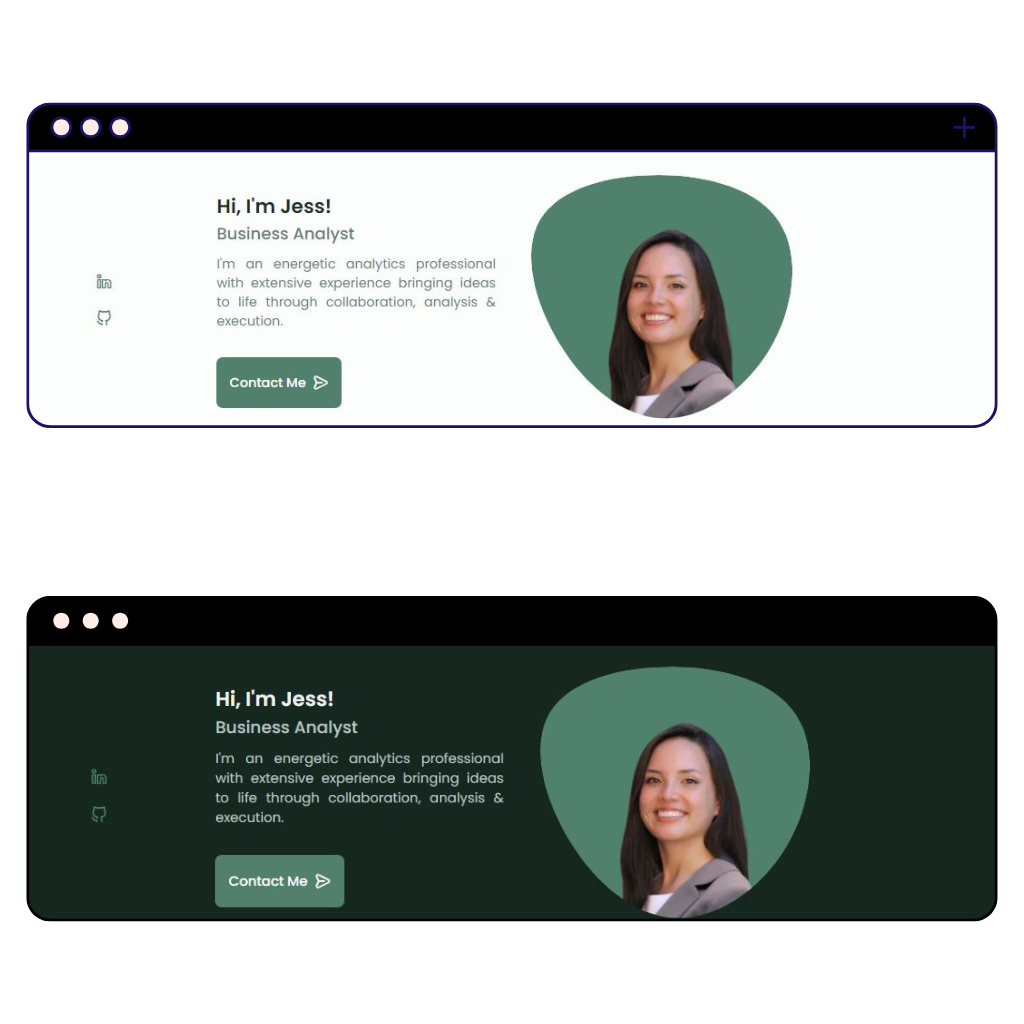 Hi, I'm Jess!
Business Analyst
I'm an energetic analytics professional
with extensive experience bringing ideas
to life through collaboration, analysis &
execution.
in
Contact Me
Hi, I'm Jess!
Business Analyst
I'm an energetic analytics professional
with extensive experience bringing ideas
to life through collaboration, analysis &
execution.
in
Contact Me